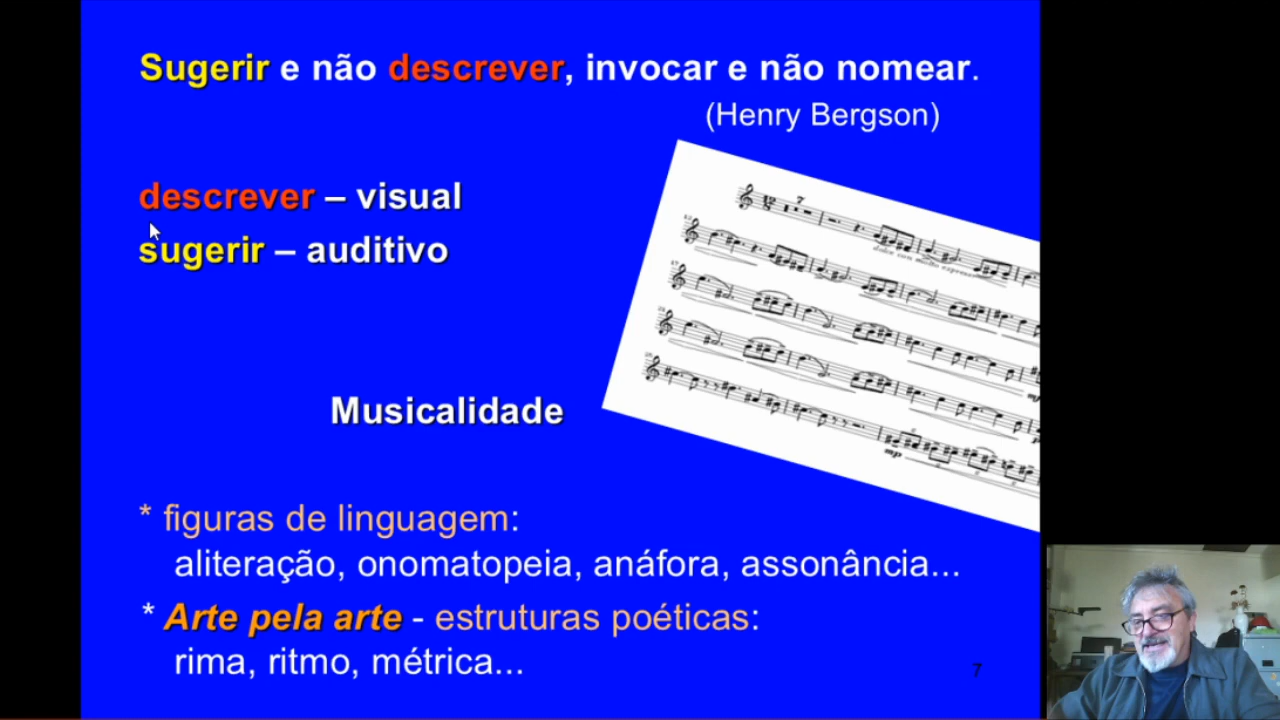 Sugerir e não descrever, invocar e não nomear.
(Henry Bergson)
descrever – visual
sugerir – auditivo
Musicalidade
* figuras de linguagem:
aliteração, onomatopeia, anáfora, assonância...
* Arte pela arte - estruturas poéticas:
rima, ritmo, métrica...
7